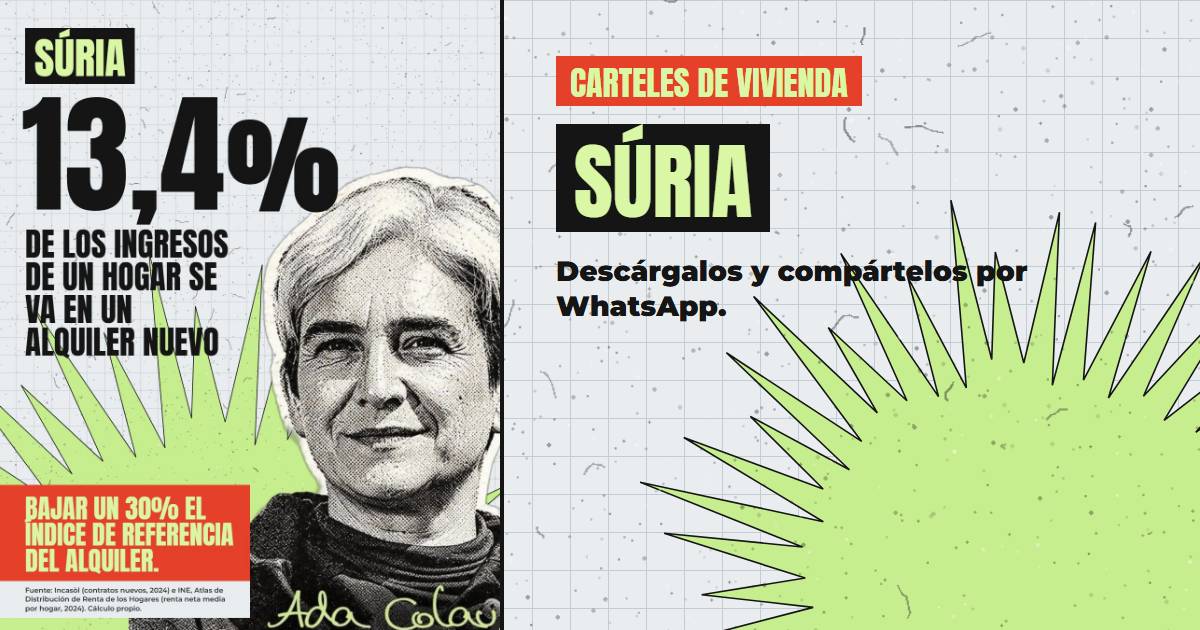 SÚRIA
13,4%
DE LOS INGRESOS
DE UN HOGAR SE
VA EN UN
ALQUILER NUEVO
BAJAR UN 30% EL
ÍNDICE DE REFERENCIA
DEL ALQUILER.
Fuente: Incasòl (contratos nuevos, 2024) e INE, Atlas de
Distribución de Renta de los Hogares (renta neta media
por hogar, 2024). Cálculo propio.
Ada Colau
CARTELES DE VIVIENDA
SÚRIA
Descárgalos y compártelos por
WhatsApp.